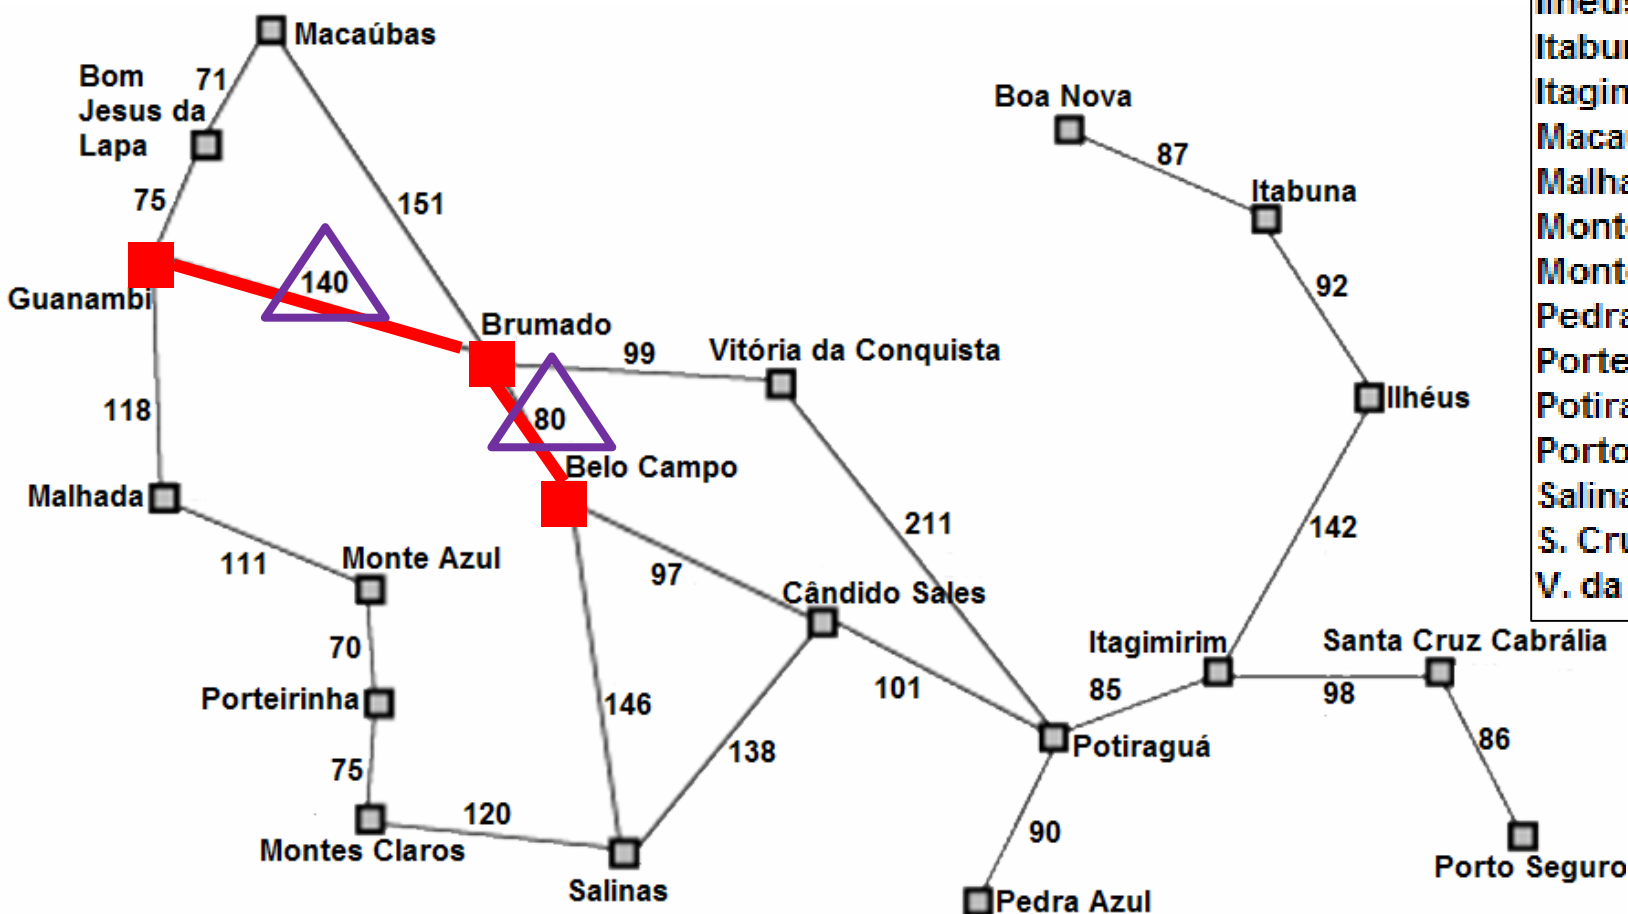 Macaúbas
Bom
Jesus da
Lapa
71
75
151
Guanambi
140
Brumado
99
Vitória da Conquista
80
Belo Campo
118
Malhada
111
Monte Azul
70
Porteirinha
75
Montes Claros
120
Salinas
146
138
97
Cândido Sales
101
211
Potiraguá
90
Pedra Azul
85
Itagimirim
98
Santa Cruz Cabrália
86
Porto Seguro
142
Ilhéus
92
Itabuna
87
Boa Nova
S. Cru
V. da